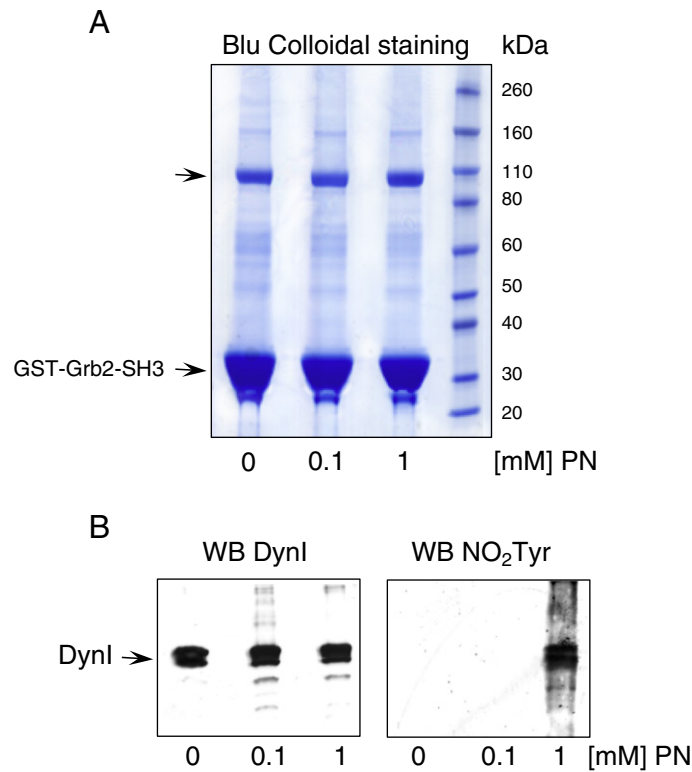 A
Blu Colloidal staining kDa
260
160
110
80
60
50
40
GST-Grb2-SH3
30
20
0 0.1 1 [mM] PN
B
WB DynI WB NO₂Tyr
DynI
0 0.1 1 0 0.1 1 [mM] PN